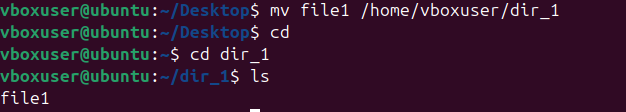 vboxuser@ubuntu:~/Desktop$ mv file1 /home/vboxuser/dir_1
vboxuser@ubuntu:~/Desktop$ cd
vboxuser@ubuntu:~$ cd dir_1
vboxuser@ubuntu:~/dir_1$ ls
file1